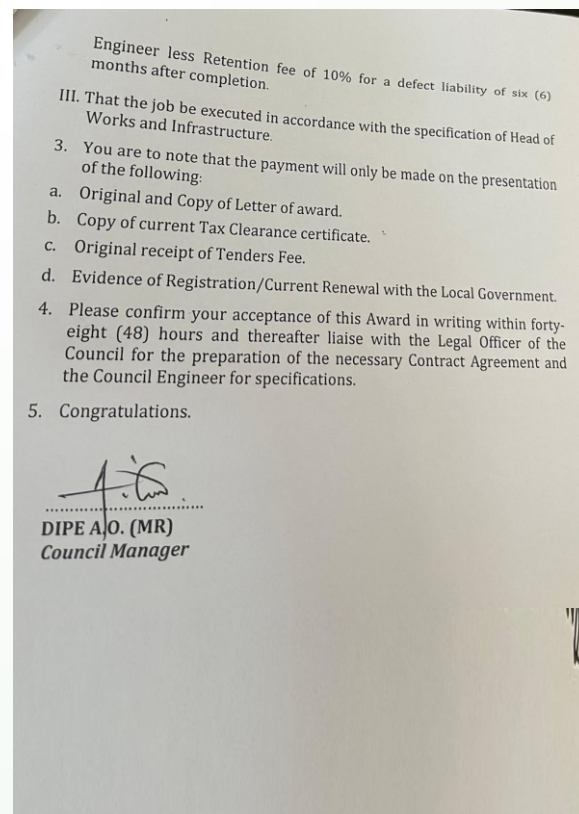 Engineer less Retention fee of 10% for a defect liability of six (6)
months after completion.
III. That the job be executed in accordance with the specification of Head of
Works and Infrastructure.
3. You are to note that the payment will only be made on the presentation
of the following:
a. Original and Copy of Letter of award.
b. Copy of current Tax Clearance certificate.
c. Original receipt of Tenders Fee.
d. Evidence of Registration/Current Renewal with the Local Government.
4. Please confirm your acceptance of this Award in writing within forty-
eight (48) hours and thereafter liaise with the Legal Officer of the
Council for the preparation of the necessary Contract Agreement and
the Council Engineer for specifications.
5. Congratulations.
DIPE A.O. (MR)
Council Manager